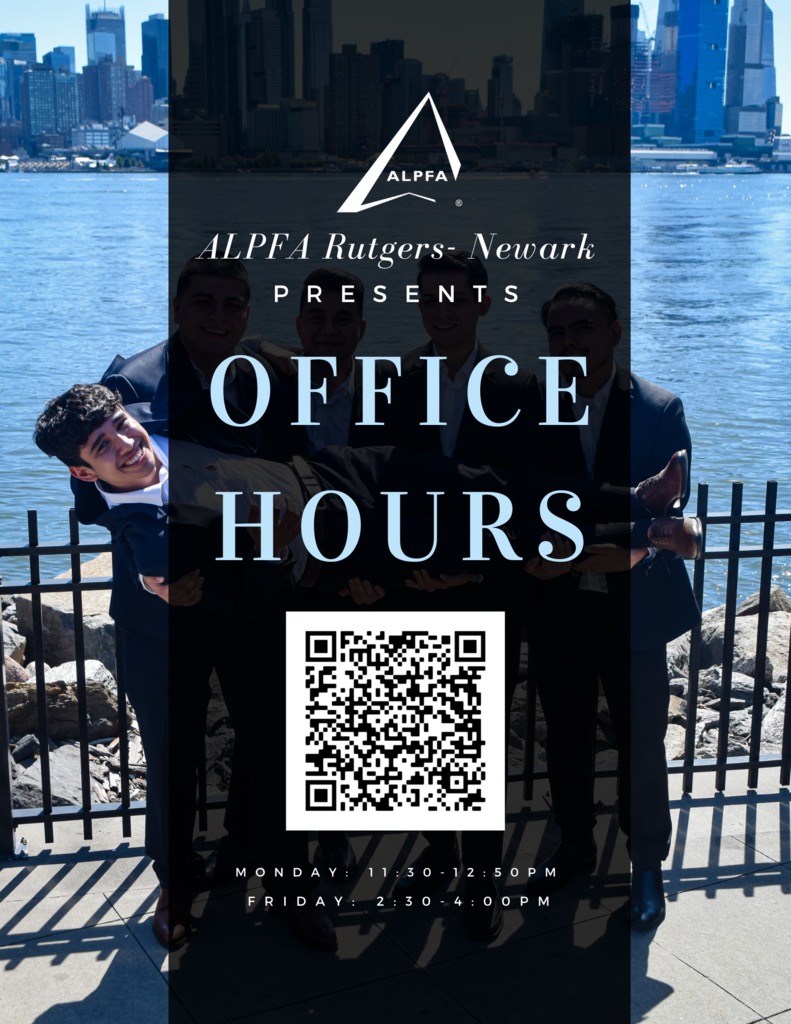 ALPFA
®
ALPFA Rutgers- Newark
PRESENTS
OFFICE
HOURS
MONDAY: 11:30-12:50PM
FRIDAY: 2:30-4:00PM